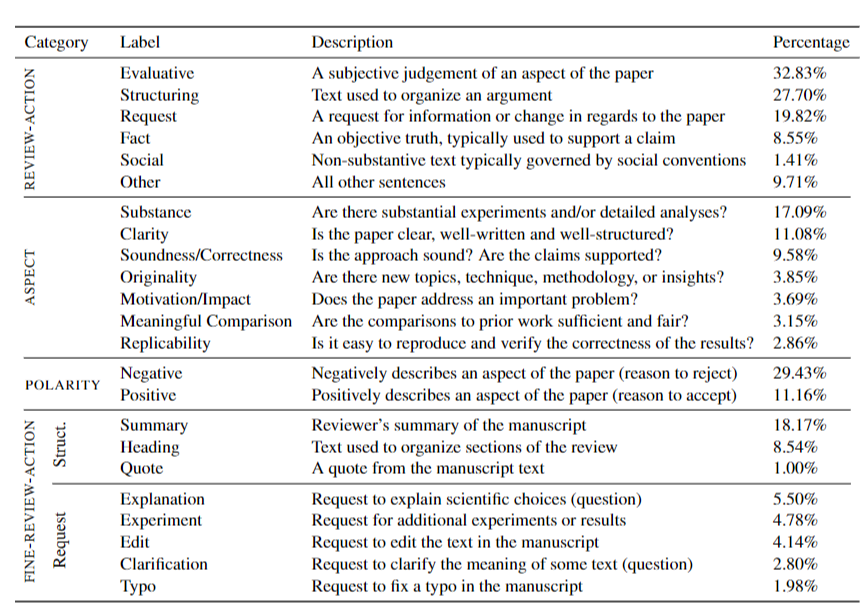 Category Label Description Percentage
REVIEW-ACTION
Evaluative A subjective judgement of an aspect of the paper 32.83%
Structuring Text used to organize an argument 27.70%
Request A request for information or change in regards to the paper 19.82%
Fact An objective truth, typically used to support a claim 8.55%
Social Non-substantive text typically governed by social conventions 1.41%
Other All other sentences 9.71%
ASPECT
Substance Are there substantial experiments and/or detailed analyses? 17.09%
Clarity Is the paper clear, well-written and well-structured? 11.08%
Soundness/Correctness Is the approach sound? Are the claims supported? 9.58%
Originality Are there new topics, technique, methodology, or insights? 3.85%
Motivation/Impact Does the paper address an important problem? 3.69%
Meaningful Comparison Are the comparisons to prior work sufficient and fair? 3.15%
Replicability Is it easy to reproduce and verify the correctness of the results? 2.86%
POLARITY
Negative Negatively describes an aspect of the paper (reason to reject) 29.43%
Positive Positively describes an aspect of the paper (reason to accept) 11.16%
FINE-REVIEW-ACTION
Struct.
Summary Reviewer's summary of the manuscript 18.17%
Heading Text used to organize sections of the review 8.54%
Quote A quote from the manuscript text 1.00%
Request
Explanation Request to explain scientific choices (question) 5.50%
Experiment Request for additional experiments or results 4.78%
Edit Request to edit the text in the manuscript 4.14%
Clarification Request to clarify the meaning of some text (question) 2.80%
Typo Request to fix a typo in the manuscript 1.98%